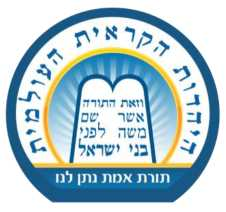 היהדות הקראית העולמית
וזאת התורה
אשר שם
משה לפני
בני ישראל
תורת אמת נתן לנו